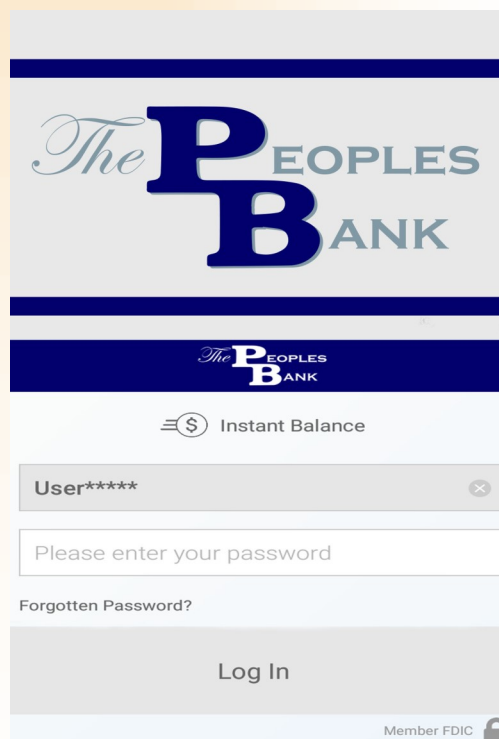 The PEOPLES
BANK
The PEOPLES
BANK
Instant Balance
User*****
Please enter your password
Forgotten Password?
Log In
Member FDIC